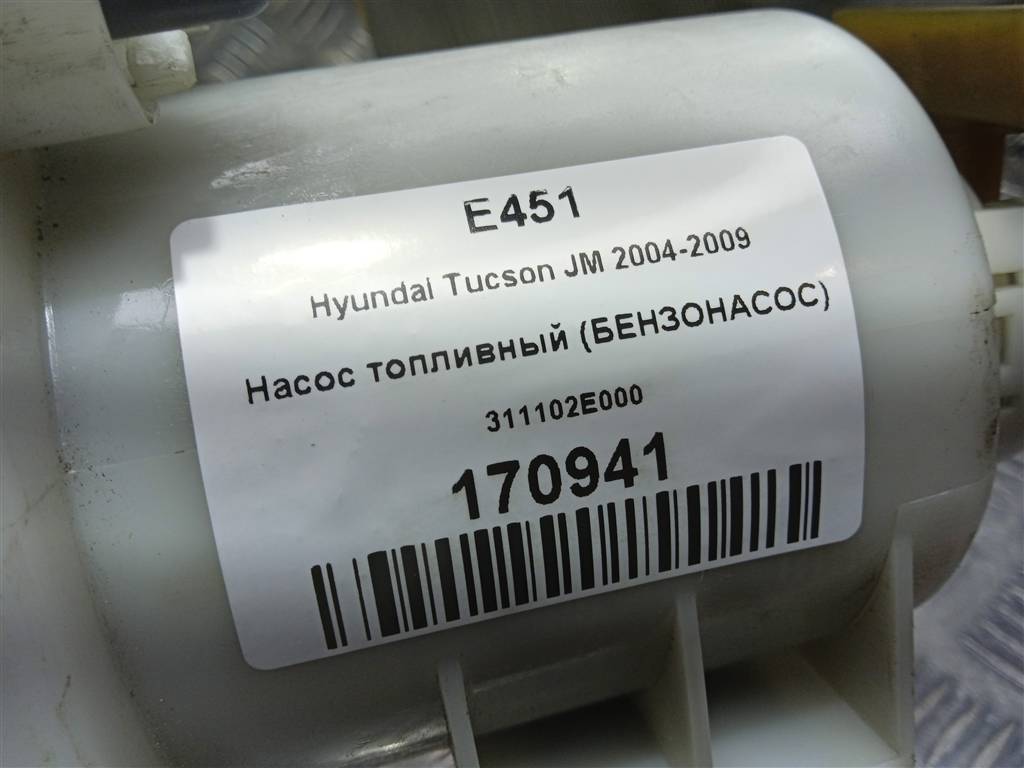 E451
Hyundai Tucson JM 2004-2009
Насос топливный (БЕНЗОНАСОС)
311102E000
170941